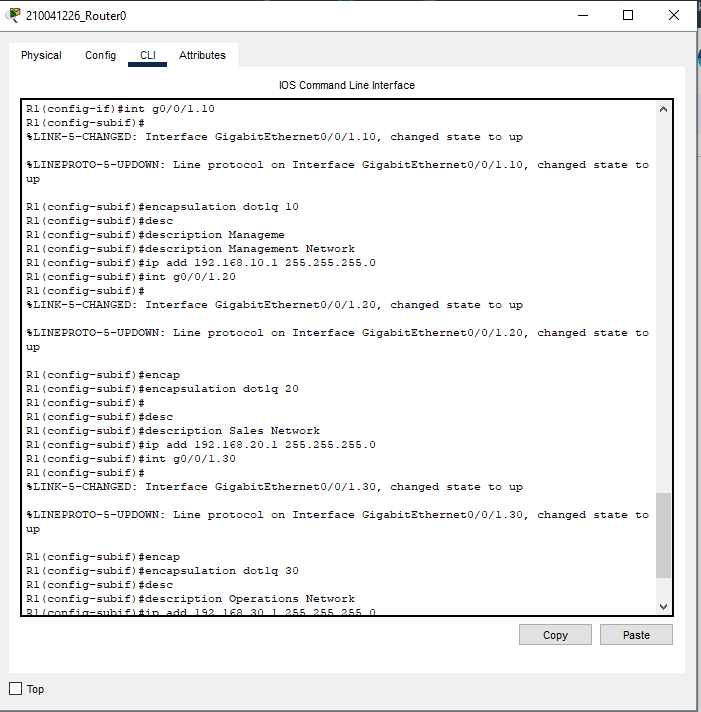 210041226_Router0
Physical Config CLI Attributes
IOS Command Line Interface
R1(config-if)#int g0/0/1.10
R1(config-subif)#
%LINK-5-CHANGED: Interface GigabitEthernet0/0/1.10, changed state to up
%LINEPROTO-5-UPDOWN: Line protocol on Interface GigabitEthernet0/0/1.10, changed state to
up
R1(config-subif)#encapsulation dot1q 10
R1(config-subif)#desc
R1(config-subif)#description Manageme
R1(config-subif)#description Management Network
R1(config-subif)#ip add 192.168.10.1 255.255.255.0
R1(config-subif)#int g0/0/1.20
R1(config-subif)#
%LINK-5-CHANGED: Interface GigabitEthernet0/0/1.20, changed state to up
%LINEPROTO-5-UPDOWN: Line protocol on Interface GigabitEthernet0/0/1.20, changed state to
up
R1(config-subif)#encap
R1(config-subif)#encapsulation dot1q 20
R1(config-subif)#
R1(config-subif)#desc
R1(config-subif)#description Sales Network
R1(config-subif)#ip add 192.168.20.1 255.255.255.0
R1(config-subif)#int g0/0/1.30
R1(config-subif)#
%LINK-5-CHANGED: Interface GigabitEthernet0/0/1.30, changed state to up
%LINEPROTO-5-UPDOWN: Line protocol on Interface GigabitEthernet0/0/1.30, changed state to
up
R1(config-subif)#encap
R1(config-subif)#encapsulation dot1q 30
R1(config-subif)#desc
R1(config-subif)#description Operations Network
R1(config-subif)#ip add 192.168.30.1 255.255.255.0
Copy Paste
Top